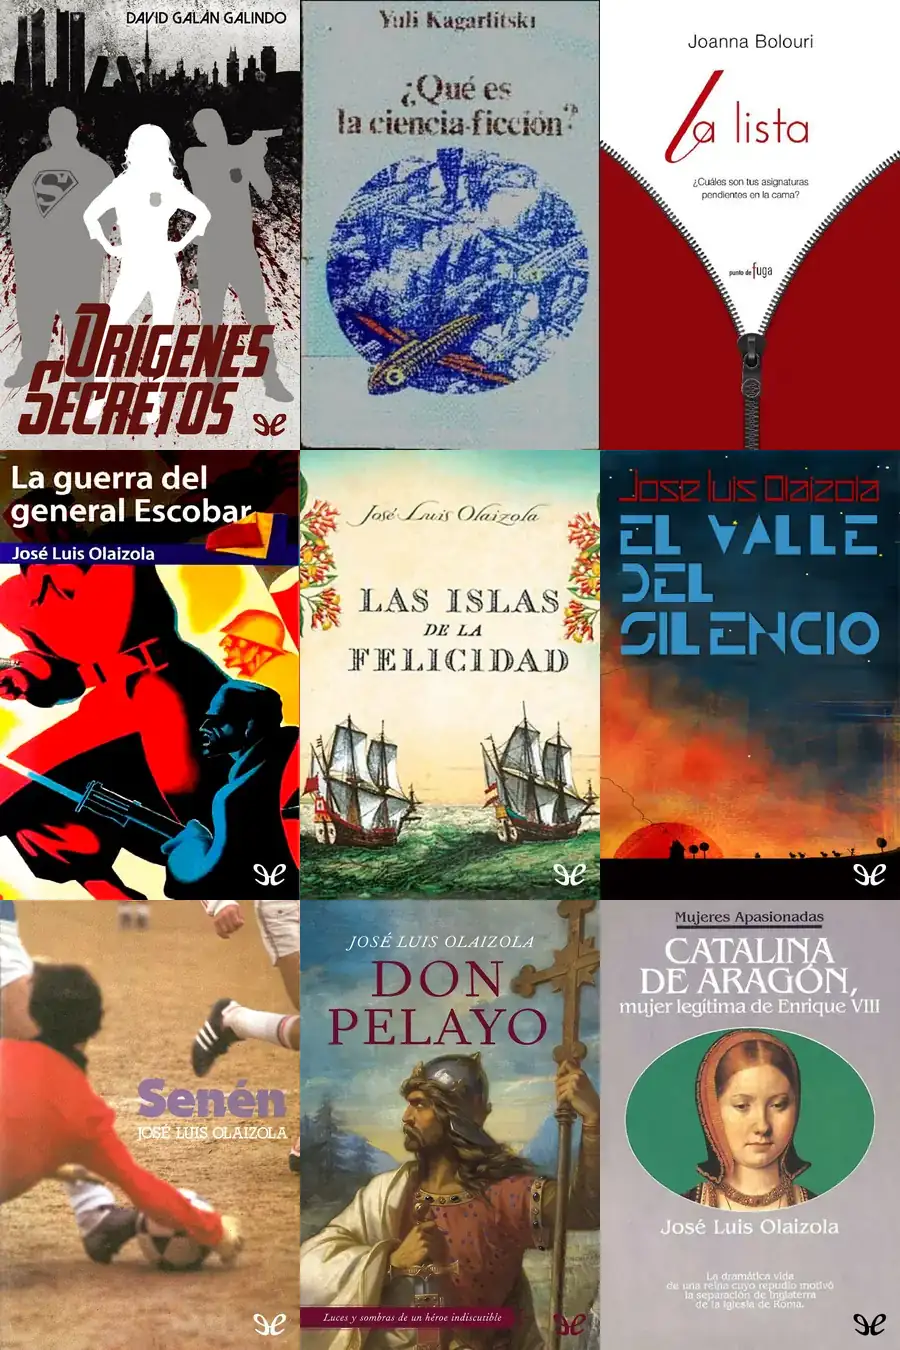 DAVID GALÁN GALINDO
ORÍGENES
SECRETOS
Yuli Kagarlitski
¿Qué es
la ciencia-ficción?
Joanna Bolouri
la lista
¿Cuáles son tus asignaturas
pendientes en la cama?
punto de fuga
La guerra del
general Escobar
José Luis Olaizola
José Luis Olaizola
LAS ISLAS
DE LA
FELICIDAD
Jose Luis Olaizola
EL VALLE
DEL
SILENCIO
Senén
JOSÉ LUIS OLAIZOLA
JOSÉ LUIS OLAIZOLA
DON
PELAYO
Luces y sombras de un héroe indiscutible
Mujeres Apasionadas
CATALINA
DE ARAGÓN,
mujer legítima de Enrique VIII
José Luis Olaizola
La dramática vida
de una reina cuyo repudio motivó
la separación de Inglaterra
de la Iglesia de Roma.